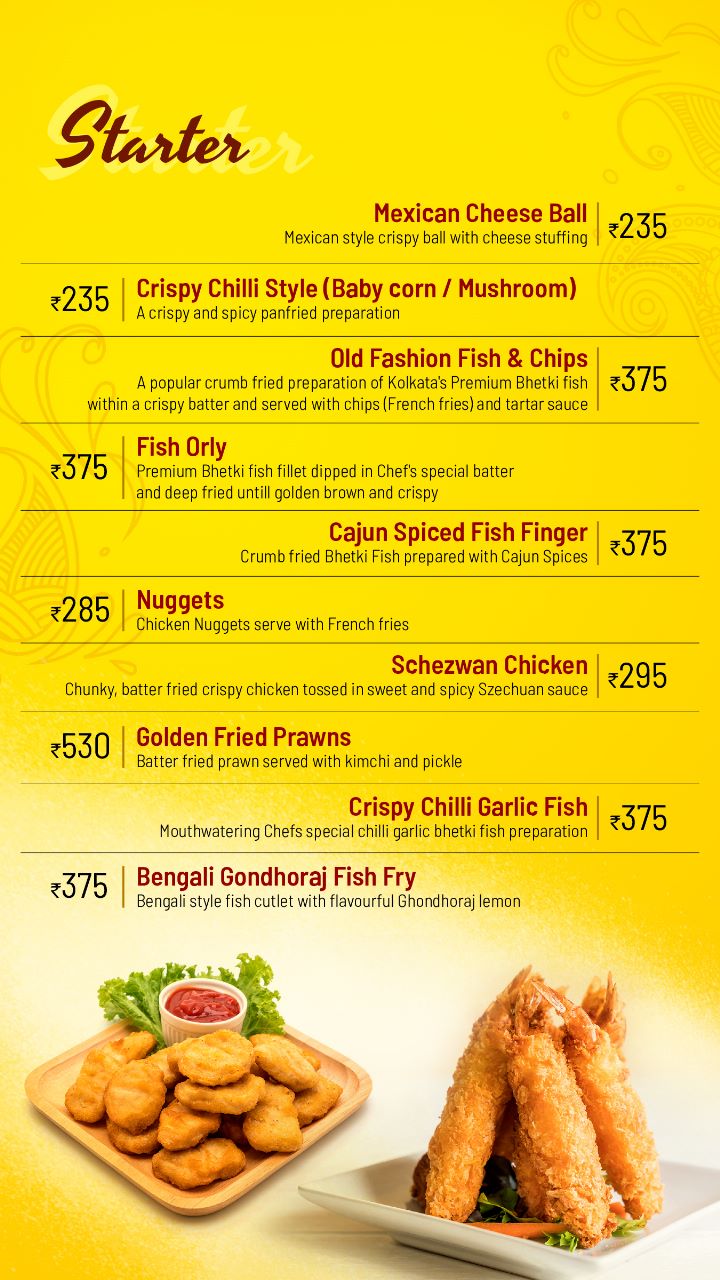 Starter
Mexican Cheese Ball
Mexican style crispy ball with cheese stuffing
₹235
₹235
Crispy Chilli Style (Baby corn / Mushroom)
A crispy and spicy panfried preparation
Old Fashion Fish & Chips
A popular crumb fried preparation of Kolkata's Premium Bhetki fish
within a crispy batter and served with chips (French fries) and tartar sauce
₹375
₹375
Fish Orly
Premium Bhetki fish fillet dipped in Chef's special batter
and deep fried untill golden brown and crispy
Cajun Spiced Fish Finger
Crumb fried Bhetki Fish prepared with Cajun Spices
₹375
₹285
Nuggets
Chicken Nuggets serve with French fries
Schezwan Chicken
Chunky, batter fried crispy chicken tossed in sweet and spicy Szechuan sauce
₹295
₹530
Golden Fried Prawns
Batter fried prawn served with kimchi and pickle
Crispy Chilli Garlic Fish
Mouthwatering Chefs special chilli garlic bhetki fish preparation
₹375
₹375
Bengali Gondhoraj Fish Fry
Bengali style fish cutlet with flavourful Ghondhoraj lemon